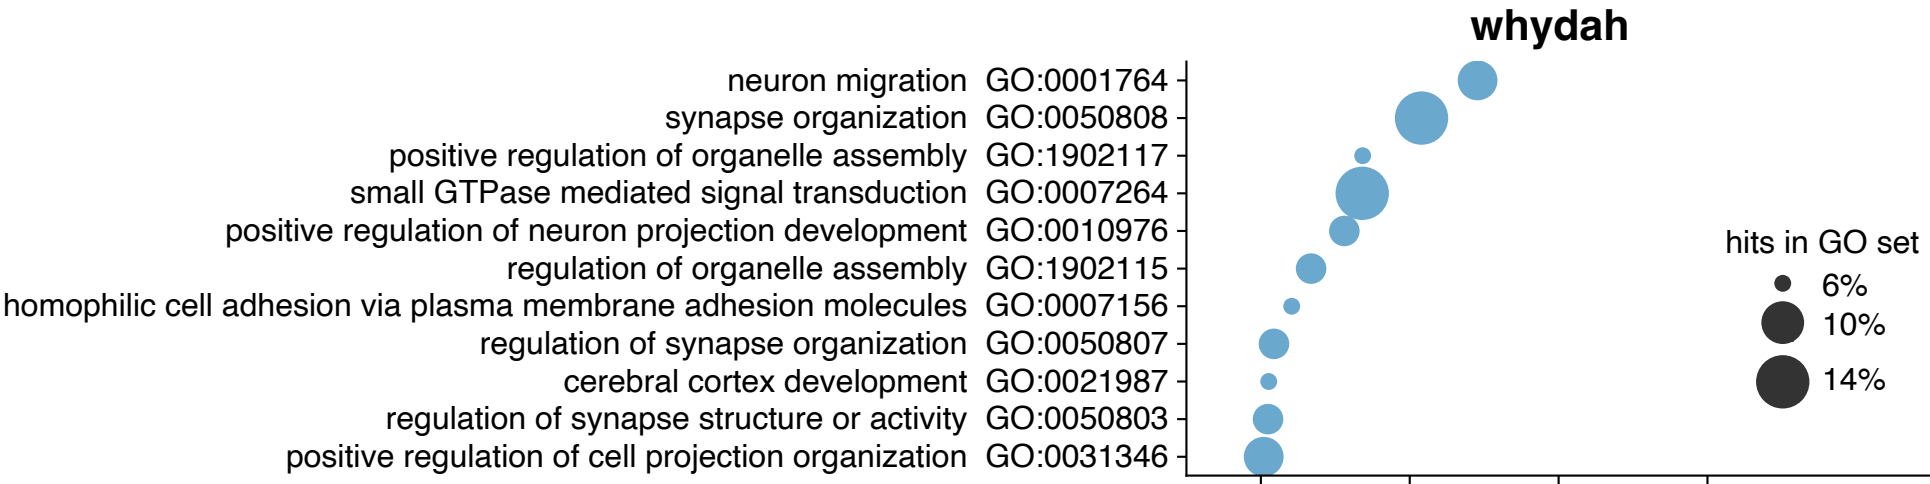 whydah
neuron migration GO:0001764
synapse organization GO:0050808
positive regulation of organelle assembly GO:1902117
small GTPase mediated signal transduction GO:0007264
positive regulation of neuron projection development GO:0010976
regulation of organelle assembly GO:1902115
homophilic cell adhesion via plasma membrane adhesion molecules GO:0007156
regulation of synapse organization GO:0050807
cerebral cortex development GO:0021987
regulation of synapse structure or activity GO:0050803
positive regulation of cell projection organization GO:0031346
hits in GO set
6%
10%
14%